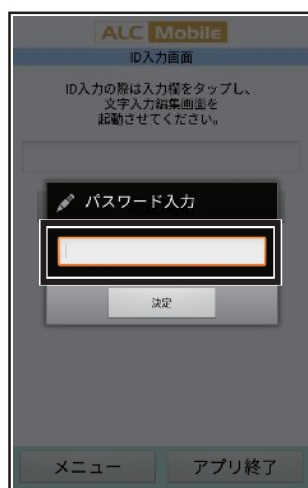 ALC Mobile
ID入力画面
ID入力の際は入力欄をタップし、
文字入力編集画面を
起動させてください。
パスワード入力
決定
メニュー
アプリ終了